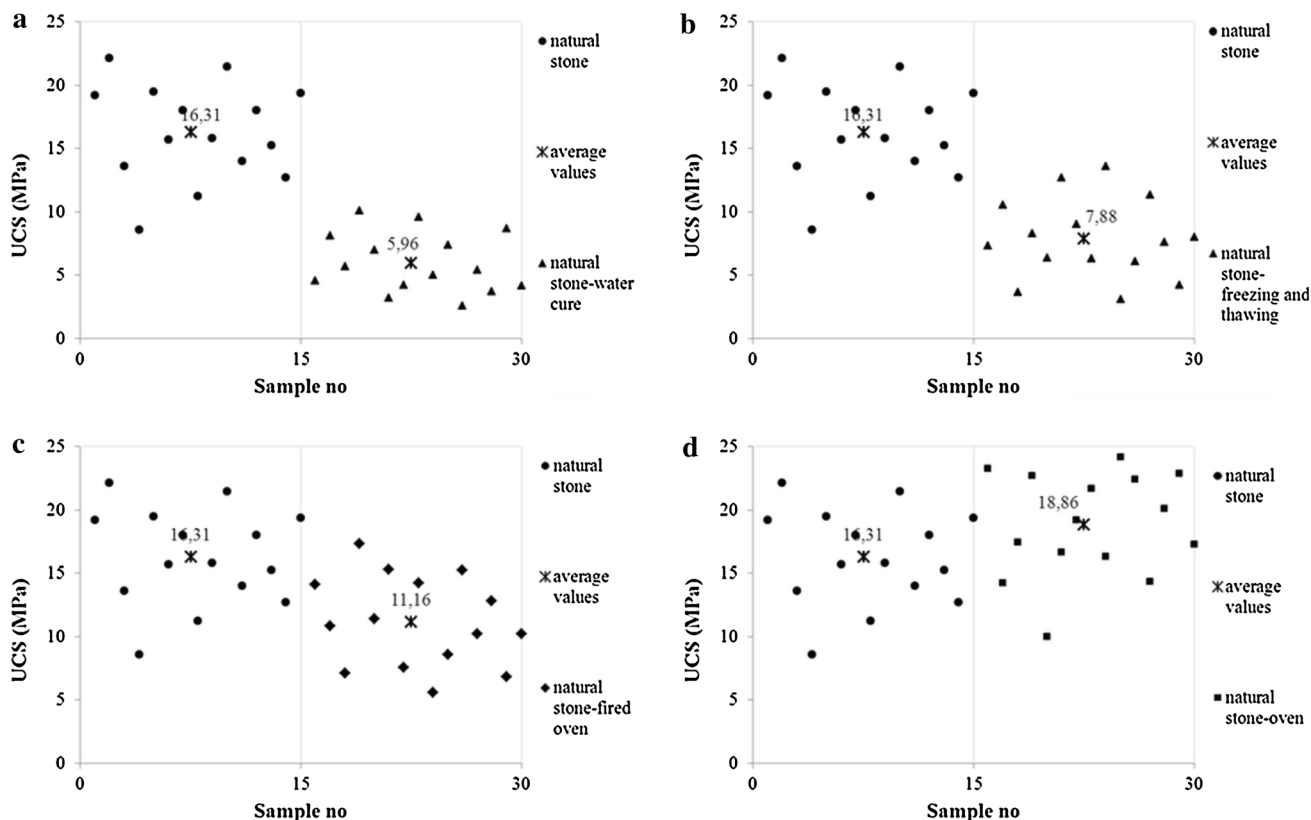 a
25
20
15
10
5
0
UCS (MPa)
16,31
5,96
0
15
30
Sample no
natural
stone
average
values
natural
stone-water
cure
b
25
20
15
10
5
0
UCS (MPa)
16,31
7,88
0
15
30
Sample no
natural
stone
average
values
natural
stone-
freezing and
thawing
c
25
20
15
10
5
0
UCS (MPa)
16,31
11,16
0
15
30
Sample no
natural
stone
average
values
natural
stone-fired
oven
d
25
20
15
10
5
0
UCS (MPa)
16,31
18,86
0
15
30
Sample no
natural
stone
average
values
natural
stone-oven